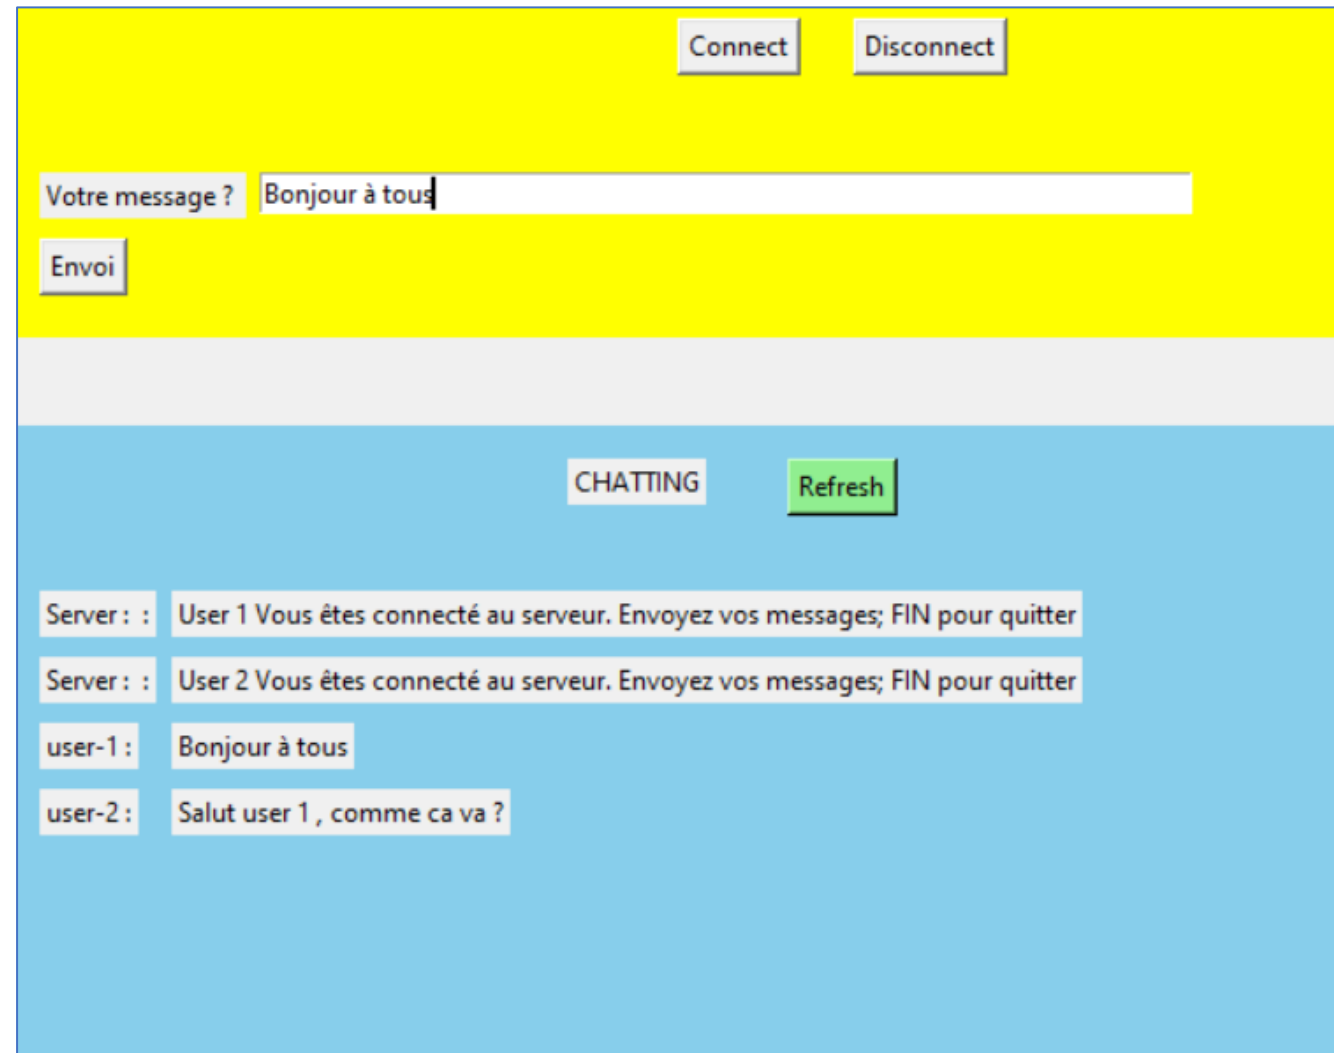 Connect Disconnect
Votre message ? Bonjour à tous
Envoi
CHATTING Refresh
Server : : User 1 Vous êtes connecté au serveur. Envoyez vos messages; FIN pour quitter
Server : : User 2 Vous êtes connecté au serveur. Envoyez vos messages; FIN pour quitter
user-1 : Bonjour à tous
user-2 : Salut user 1 , comme ca va ?